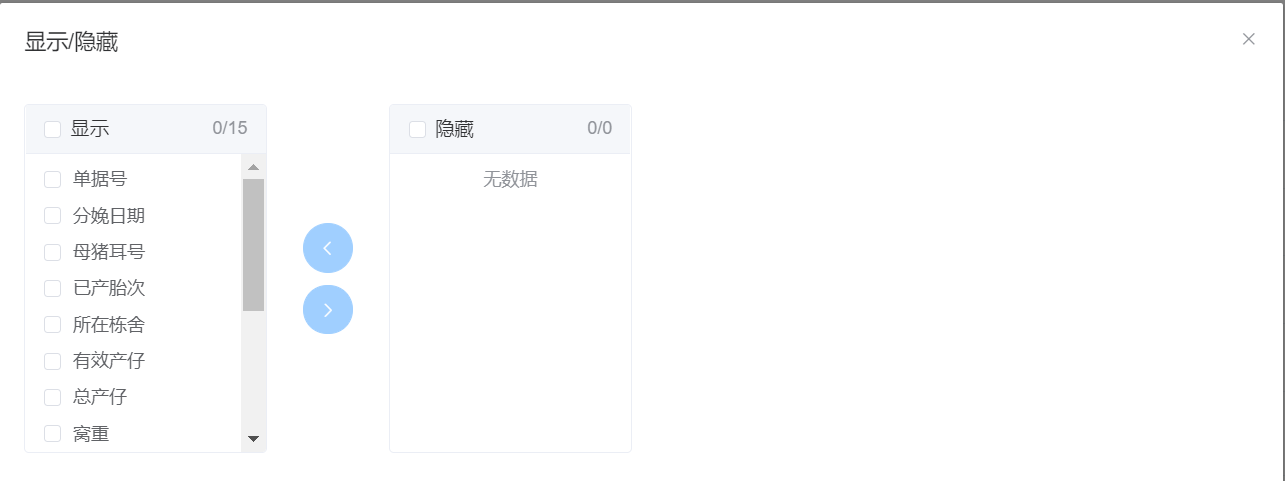 显示/隐藏
显示 0/15
单据号
分娩日期
母猪耳号
已产胎次
所在栋舍
有效产仔
总产仔
窝重
隐藏 0/0
无数据